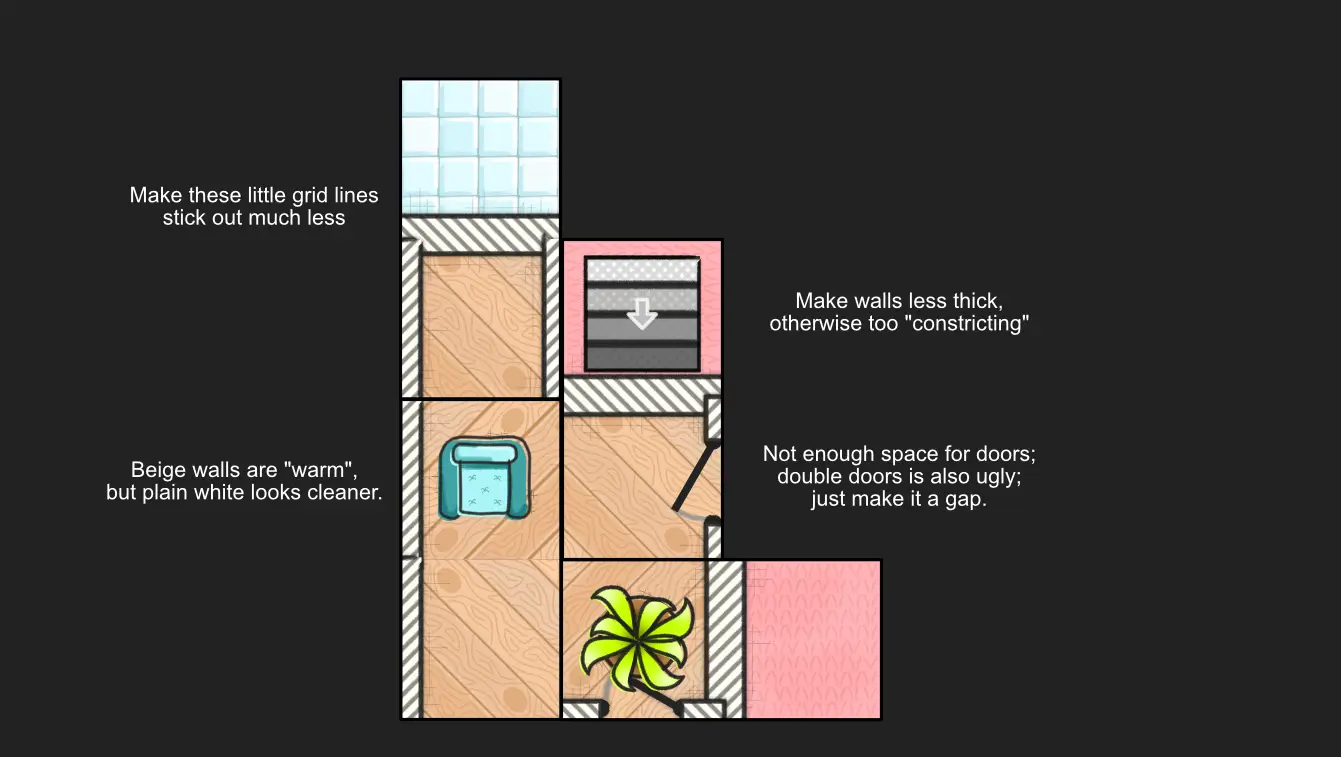 Make these little grid lines
stick out much less
Make walls less thick,
otherwise too "constricting"
Beige walls are "warm",
but plain white looks cleaner.
Not enough space for doors;
double doors is also ugly;
just make it a gap.